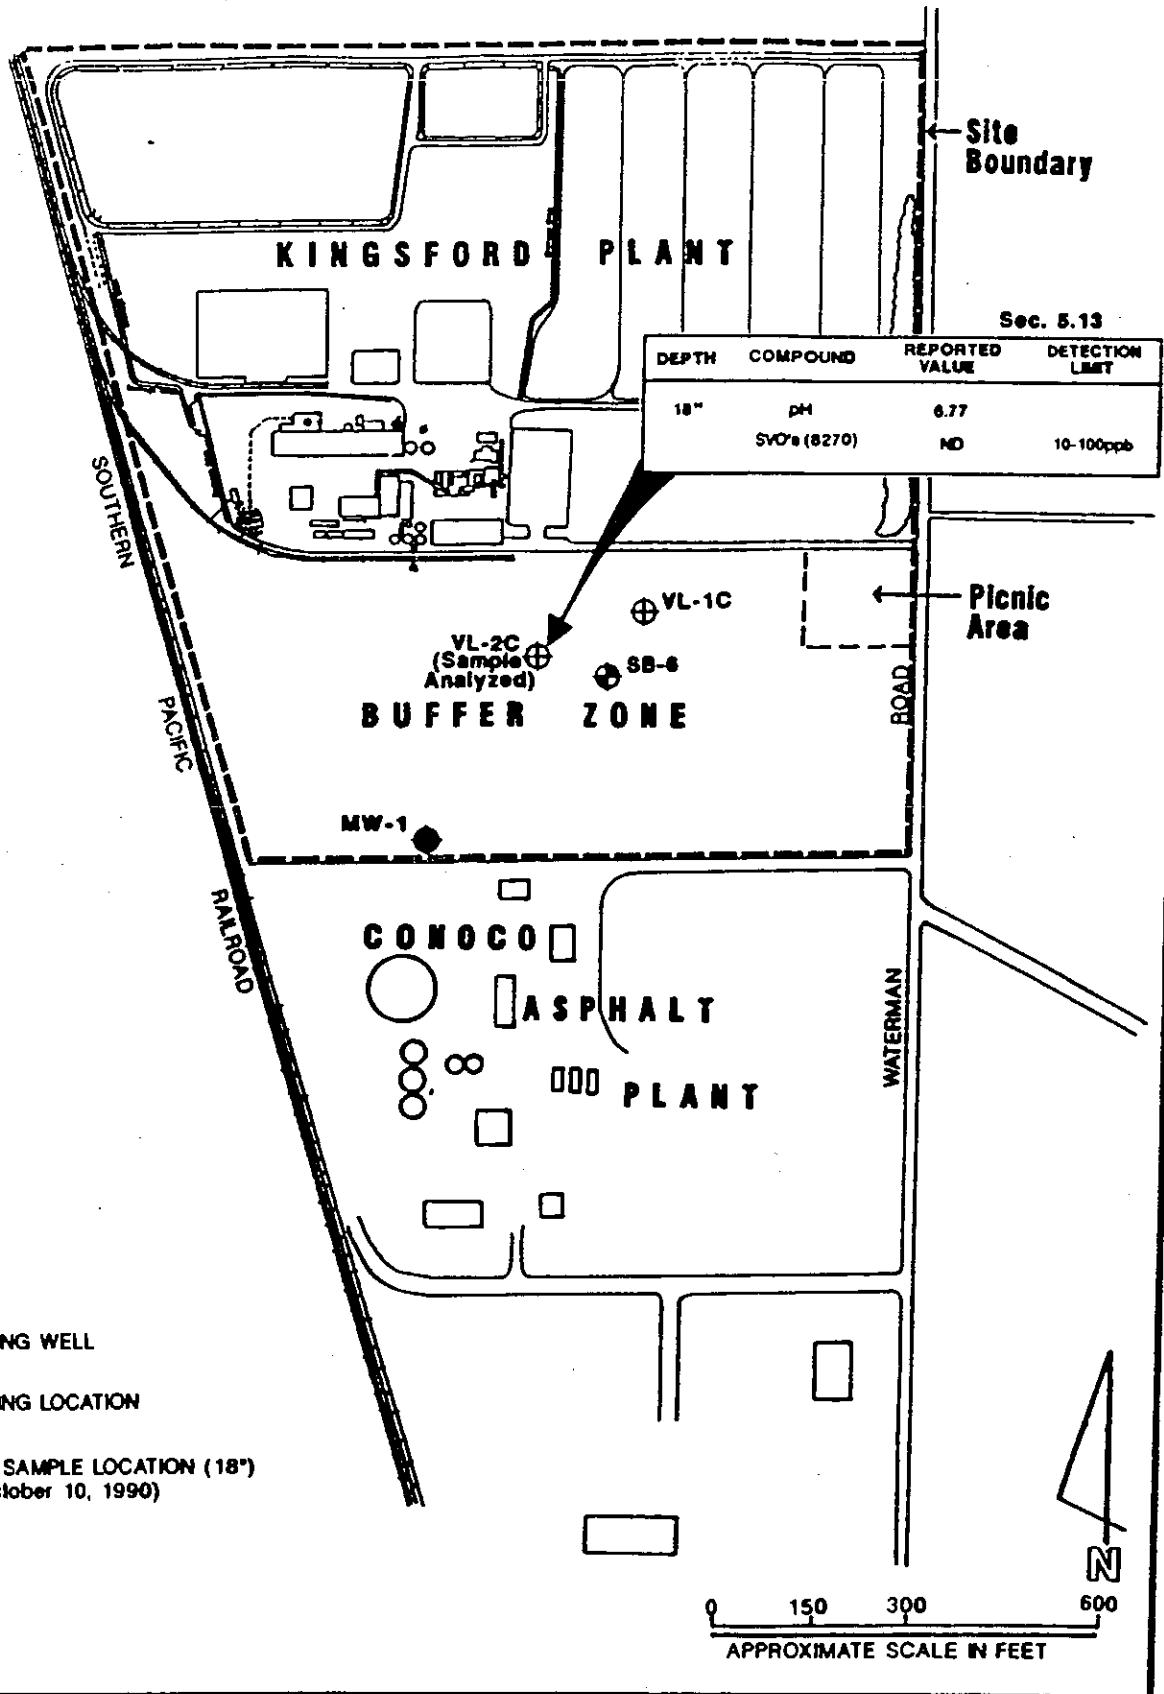 Site
Boundary
KINGSFORD PLANT
Sec. 5.13
DEPTH COMPOUND REPORTED VALUE DETECTION LIMIT
18" pH 6.77
SVO's (8270) ND 10-100ppb
SOUTHERN
PACIFIC
RAILROAD
VL-1C
Picnic
Area
VL-2C
(Sample
Analyzed)
SB-6
BUFFER ZONE
ROAD
MW-1
CONOCO
ASPHALT
PLANT
WATERMAN
NG WELL
NG LOCATION
SAMPLE LOCATION (18")
tober 10, 1990)
N
0 150 300 600
APPROXIMATE SCALE IN FEET